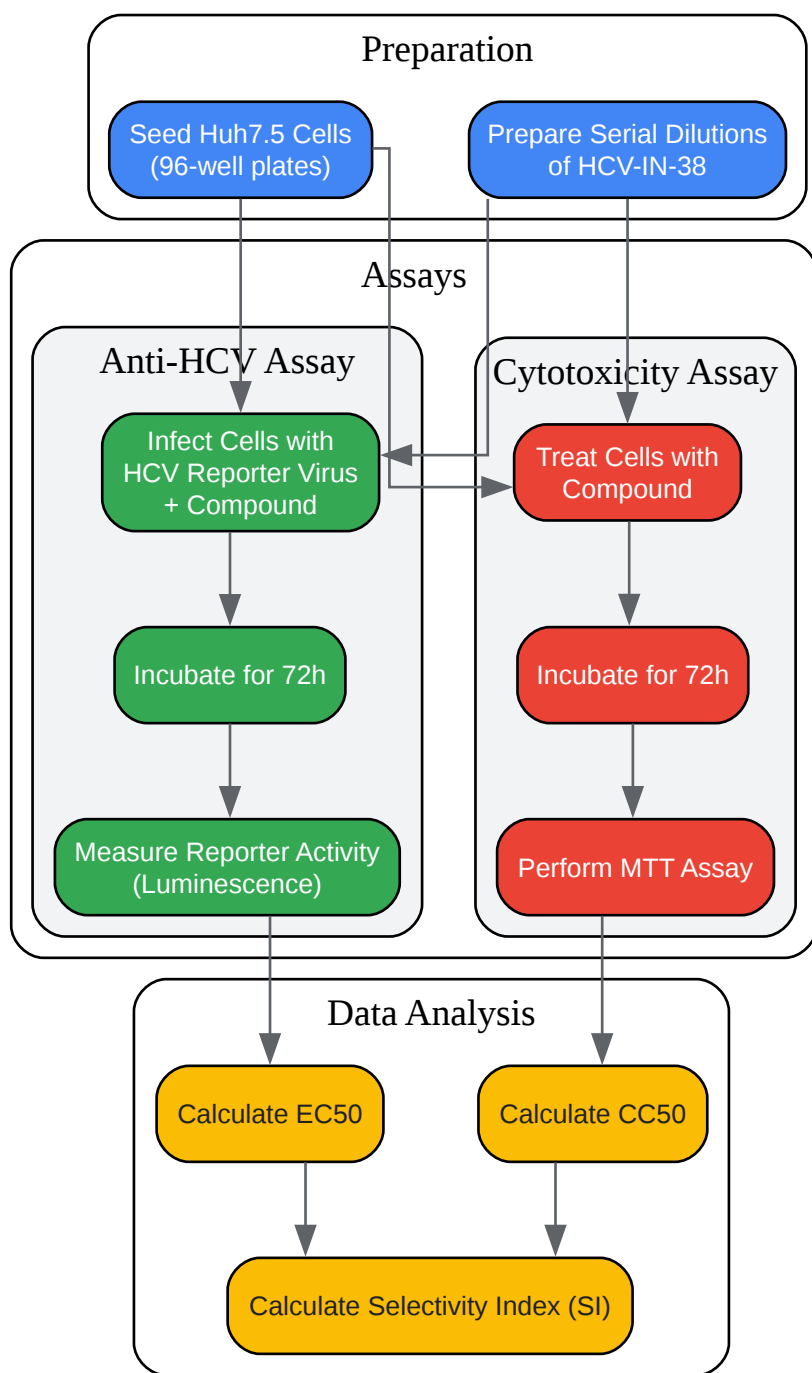 Preparation
Seed Huh7.5 Cells
(96-well plates)
Prepare Serial Dilutions
of HCV-IN-38
Assays
Anti-HCV Assay
Infect Cells with
HCV Reporter Virus
+ Compound
Incubate for 72h
Measure Reporter Activity
(Luminescence)
Cytotoxicity Assay
Treat Cells with
Compound
Incubate for 72h
Perform MTT Assay
Data Analysis
Calculate EC50
Calculate CC50
Calculate Selectivity Index (SI)